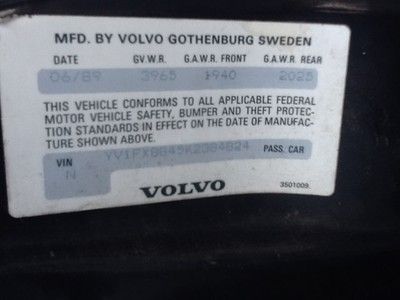 MFD. BY VOLVO GOTHENBURG SWEDEN
DATE G.V.W.R. G.A.W.R. FRONT G.A.W.R. REAR
06/89 3965 1940 2025
THIS VEHICLE CONFORMS TO ALL APPLICABLE FEDERAL
MOTOR VEHICLE SAFETY, BUMPER AND THEFT PROTEC-
TION STANDARDS IN EFFECT ON THE DATE OF MANUFAC-
TURE SHOWN ABOVE.
VIN YV1FX8845K2384824 PASS. CAR
N
VOLVO 3501009